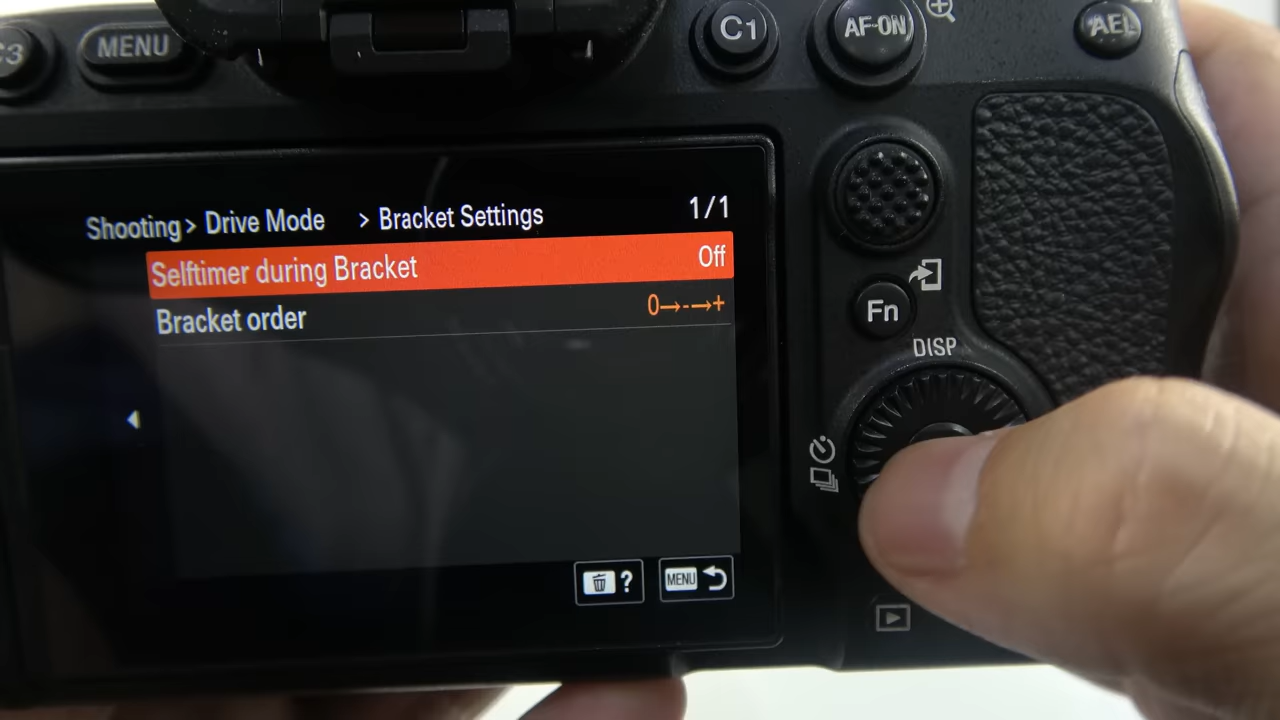 C3
MENU
C1
AF-ON
AEL
Shooting > Drive Mode > Bracket Settings 1/1
Selftimer during Bracket Off
Bracket order 0→-→+
Fn
DISP
? MENU